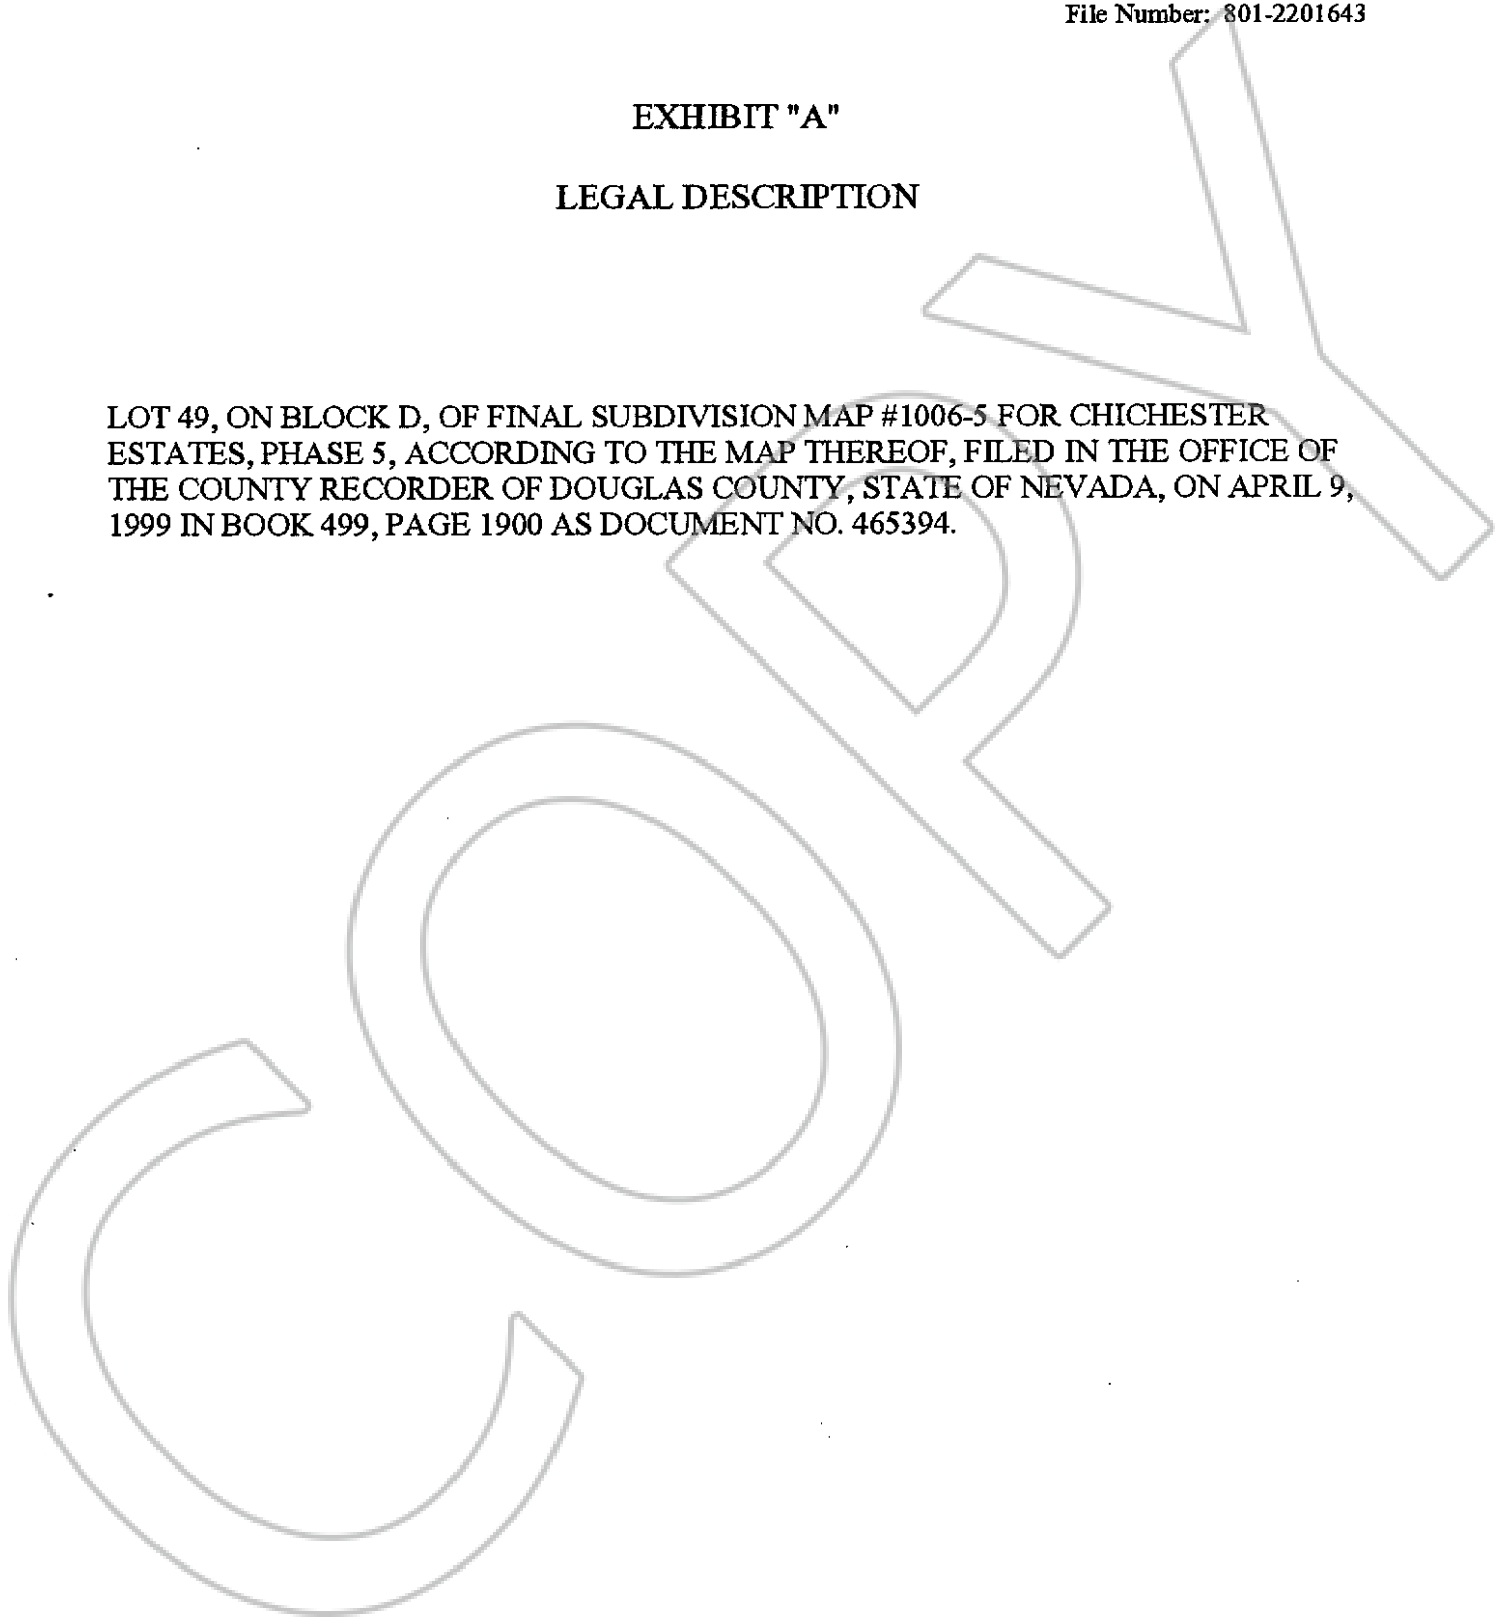 File Number: 801-2201643
EXHIBIT "A"
LEGAL DESCRIPTION
LOT 49, ON BLOCK D, OF FINAL SUBDIVISION MAP #1006-5 FOR CHICHESTER
ESTATES, PHASE 5, ACCORDING TO THE MAP THEREOF, FILED IN THE OFFICE OF
THE COUNTY RECORDER OF DOUGLAS COUNTY, STATE OF NEVADA, ON APRIL 9,
1999 IN BOOK 499, PAGE 1900 AS DOCUMENT NO. 465394.
COPY